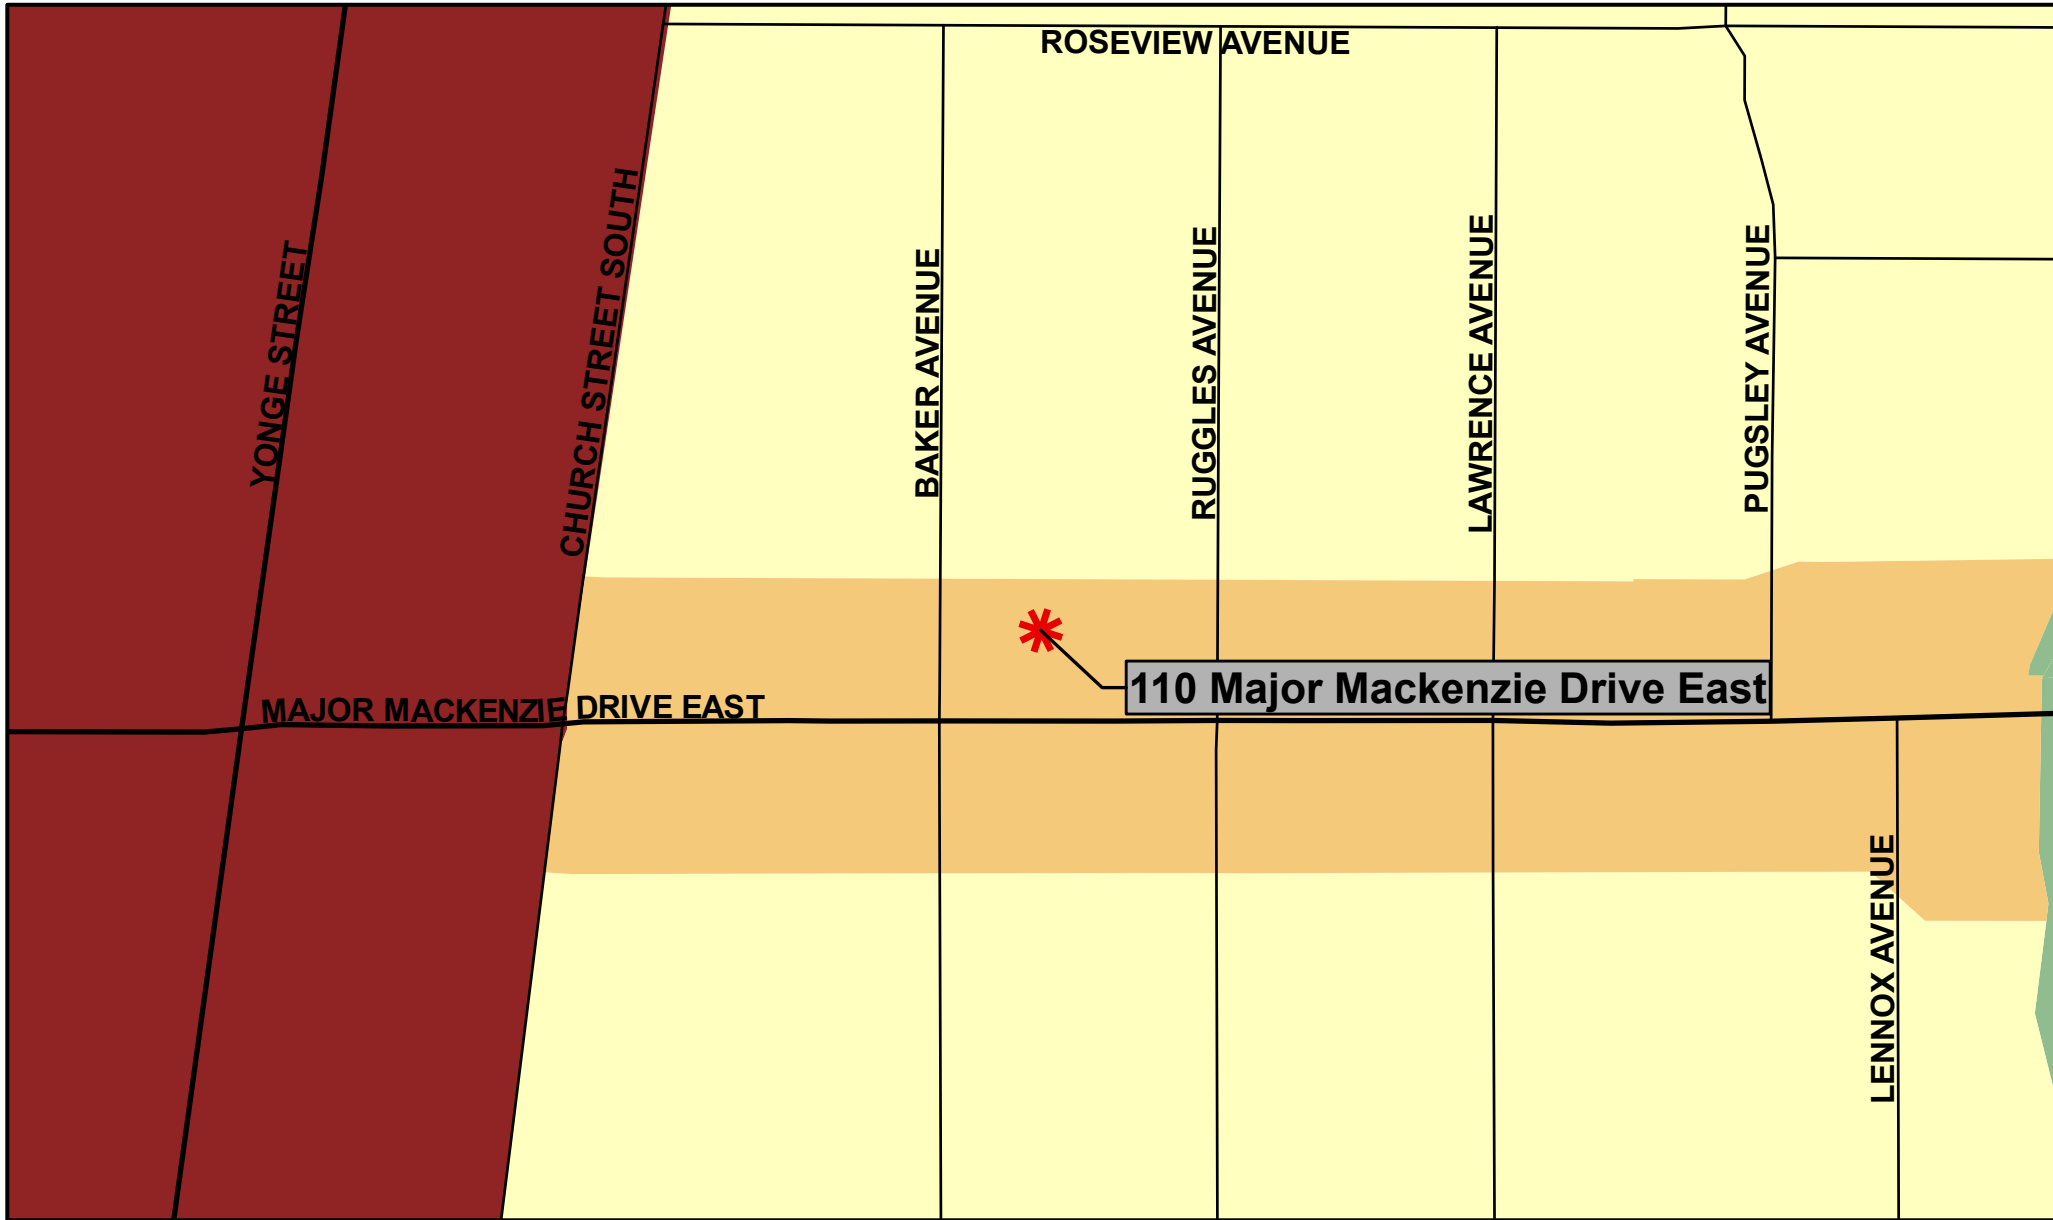 ROSEVIEW AVENUE
YONGE STREET
CHURCH STREET SOUTH
BAKER AVENUE
RUGGLES AVENUE
LAWRENCE AVENUE
PUGSLEY AVENUE
110 Major Mackenzie Drive East
MAJOR MACKENZIE DRIVE EAST
LENNOX AVENUE